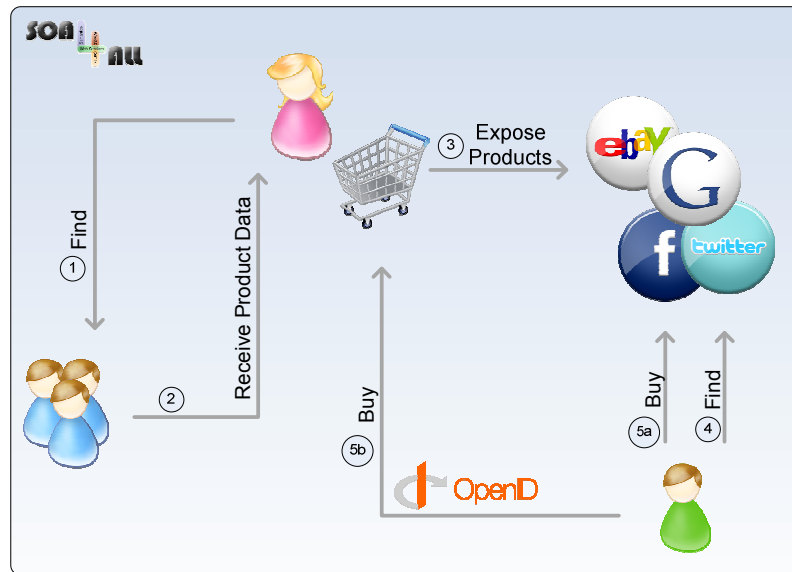 SOA
4
ALL
ebay
G
f
twitter
3
Expose
Products
1
Find
2
Receive Product Data
Buy
5b
OpenID
Buy
5a
Find
4